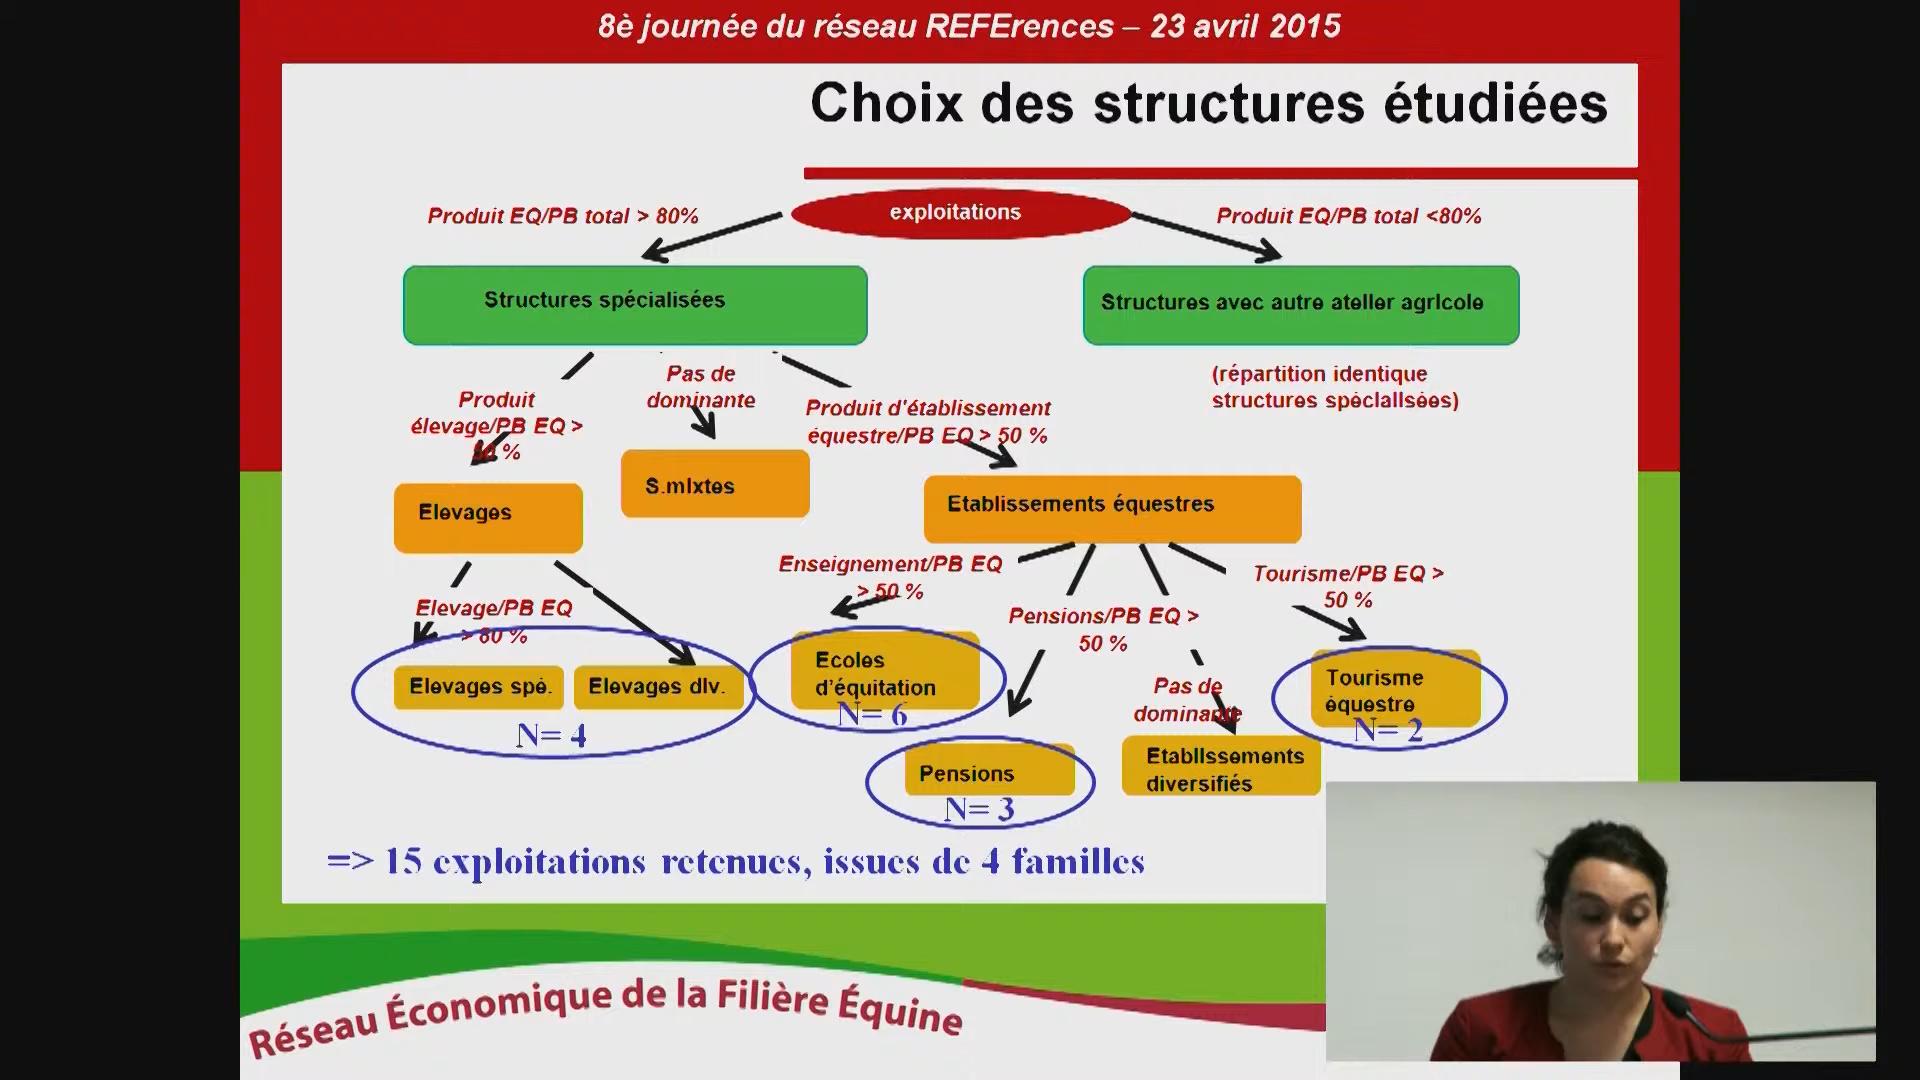 8è journée du réseau REFErences – 23 avril 2015
Choix des structures étudiées
exploitations
Produit EQ/PB total > 80%
Produit EQ/PB total <80%
Structures spécialisées
Structures avec autre atelier agricole
(répartition identique
structures spécialisées)
Produit
élevage/PB EQ >
50 %
Pas de
dominante
Produit d'établissement
équestre/PB EQ > 50 %
Elevages
S.mixtes
Etablissements équestres
Elevage/PB EQ
> 80 %
Enseignement/PB EQ
> 50 %
Pensions/PB EQ >
50 %
Pas de
dominante
Tourisme/PB EQ >
50 %
Elevages spé.
Elevages div.
N= 4
Ecoles
d'équitation
N= 6
Pensions
N= 3
Etablissements
diversifiés
Tourisme
équestre
N= 2
=> 15 exploitations retenues, issues de 4 familles
Réseau Économique de la Filière Équine